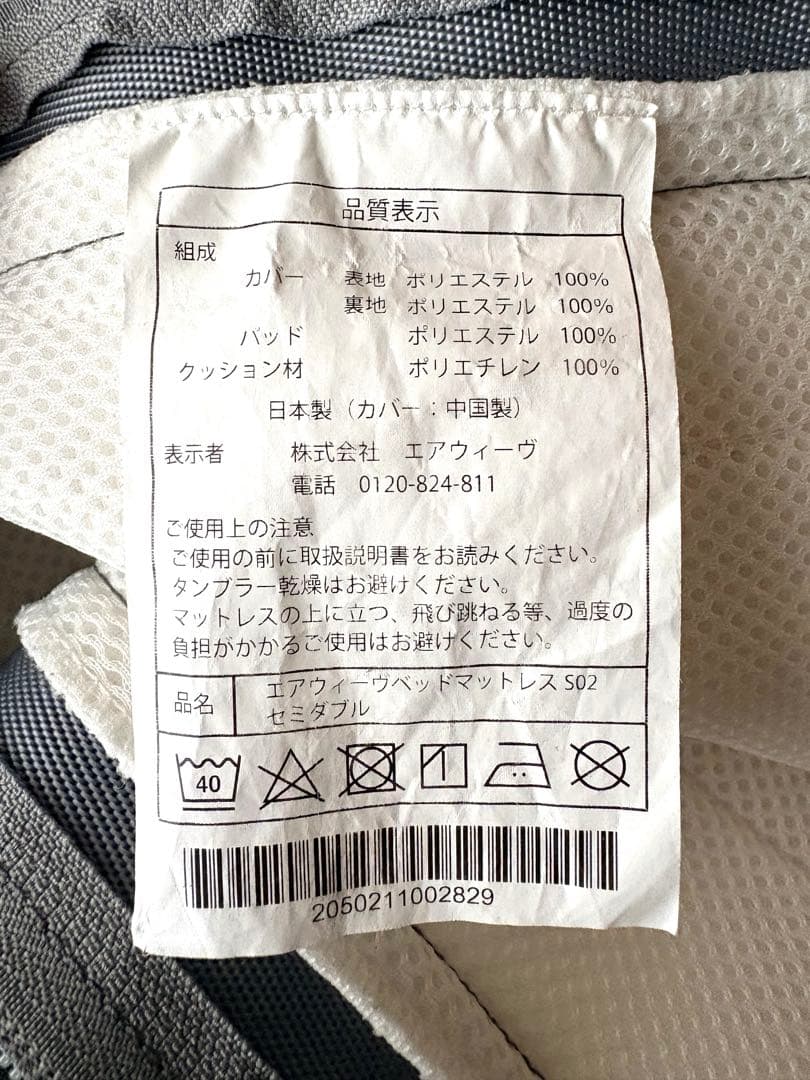 品質表示
組成
カバー 表地 ポリエステル 100%
裏地 ポリエステル 100%
パッド ポリエステル 100%
クッション材 ポリエチレン 100%
日本製（カバー：中国製）
表示者 株式会社 エアウィーヴ
電話 0120-824-811
ご使用上の注意
ご使用の前に取扱説明書をお読みください。
タンブラー乾燥はお避けください。
マットレスの上に立つ、飛び跳ねる等、過度の
負担がかかるご使用はお避けください。
品名 エアウィーヴベッドマットレス S02
セミダブル
40
2050211002829